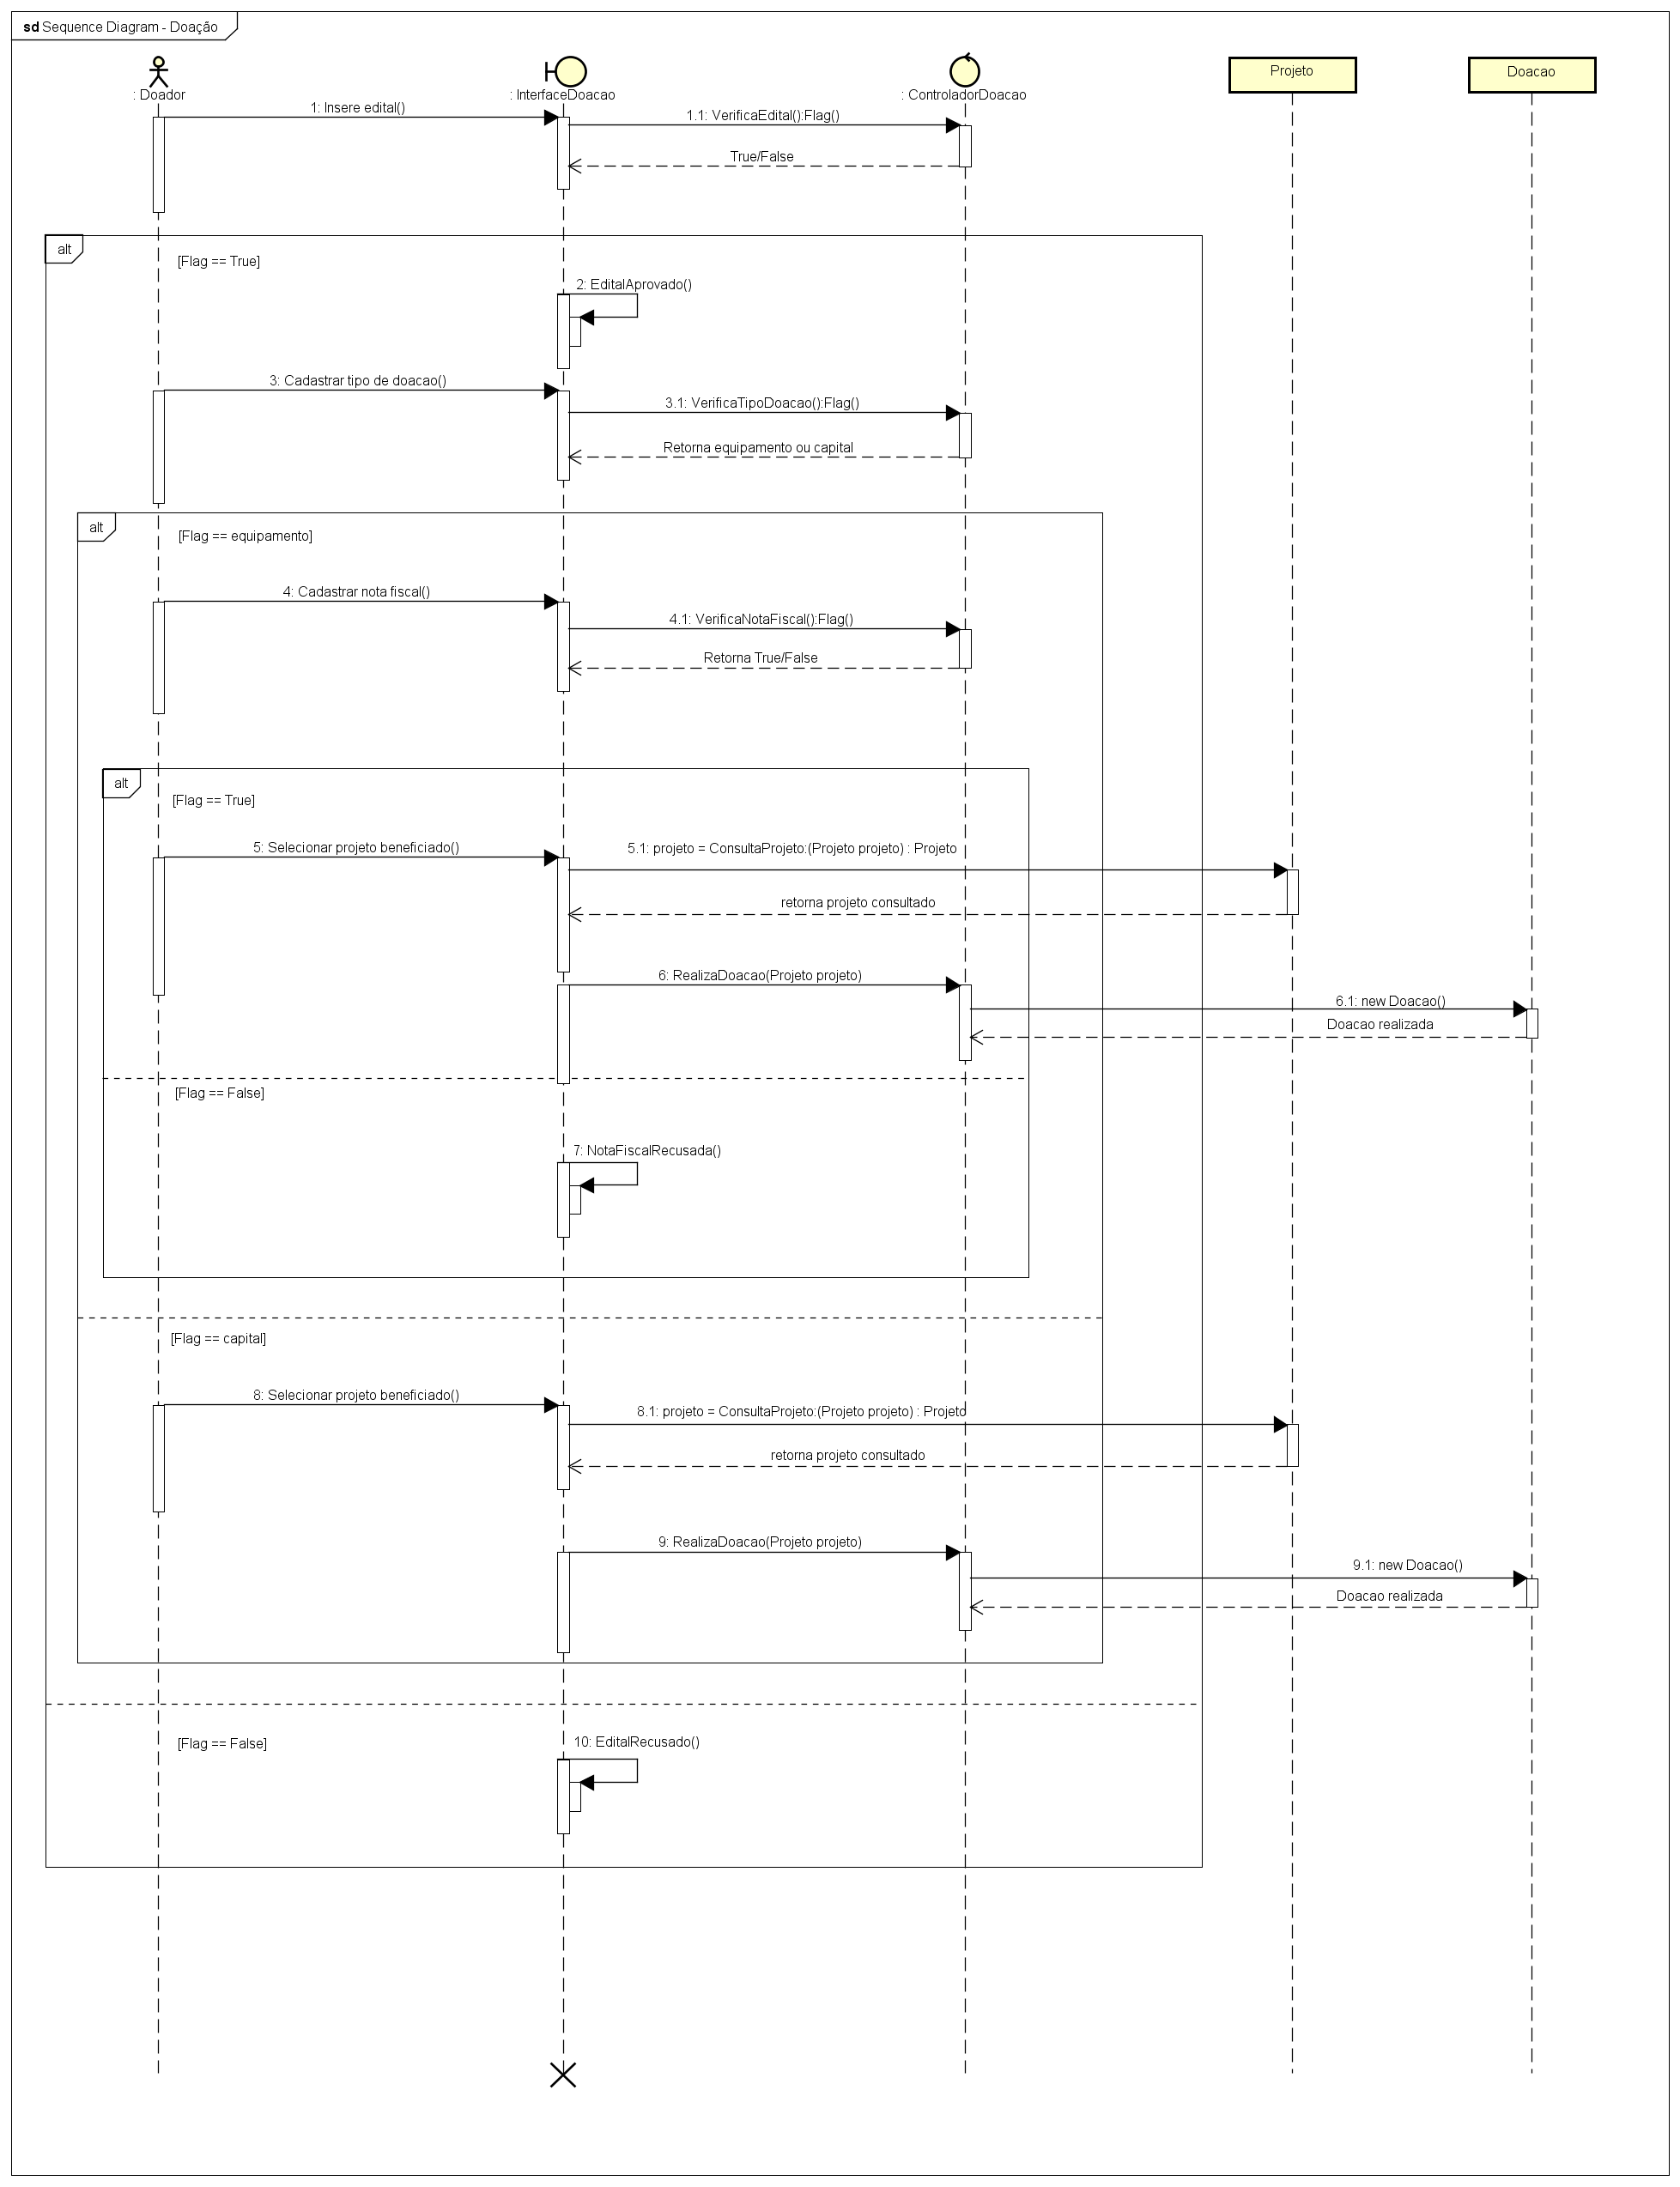 sd Sequence Diagram - Doação
: Doador
: InterfaceDoacao
: ControladorDoacao
Projeto
Doacao
1: Insere edital()
1.1: VerificaEdital():Flag()
True/False
alt
[Flag == True]
2: EditalAprovado()
3: Cadastrar tipo de doacao()
3.1: VerificaTipoDoacao():Flag()
Retorna equipamento ou capital
alt
[Flag == equipamento]
4: Cadastrar nota fiscal()
4.1: VerificaNotaFiscal():Flag()
Retorna True/False
alt
[Flag == True]
5: Selecionar projeto beneficiado()
5.1: projeto = ConsultaProjeto:(Projeto projeto) : Projeto
retorna projeto consultado
6: RealizaDoacao(Projeto projeto)
6.1: new Doacao()
Doacao realizada
[Flag == False]
7: NotaFiscalRecusada()
[Flag == capital]
8: Selecionar projeto beneficiado()
8.1: projeto = ConsultaProjeto:(Projeto projeto) : Projeto
retorna projeto consultado
9: RealizaDoacao(Projeto projeto)
9.1: new Doacao()
Doacao realizada
[Flag == False]
10: EditalRecusado()